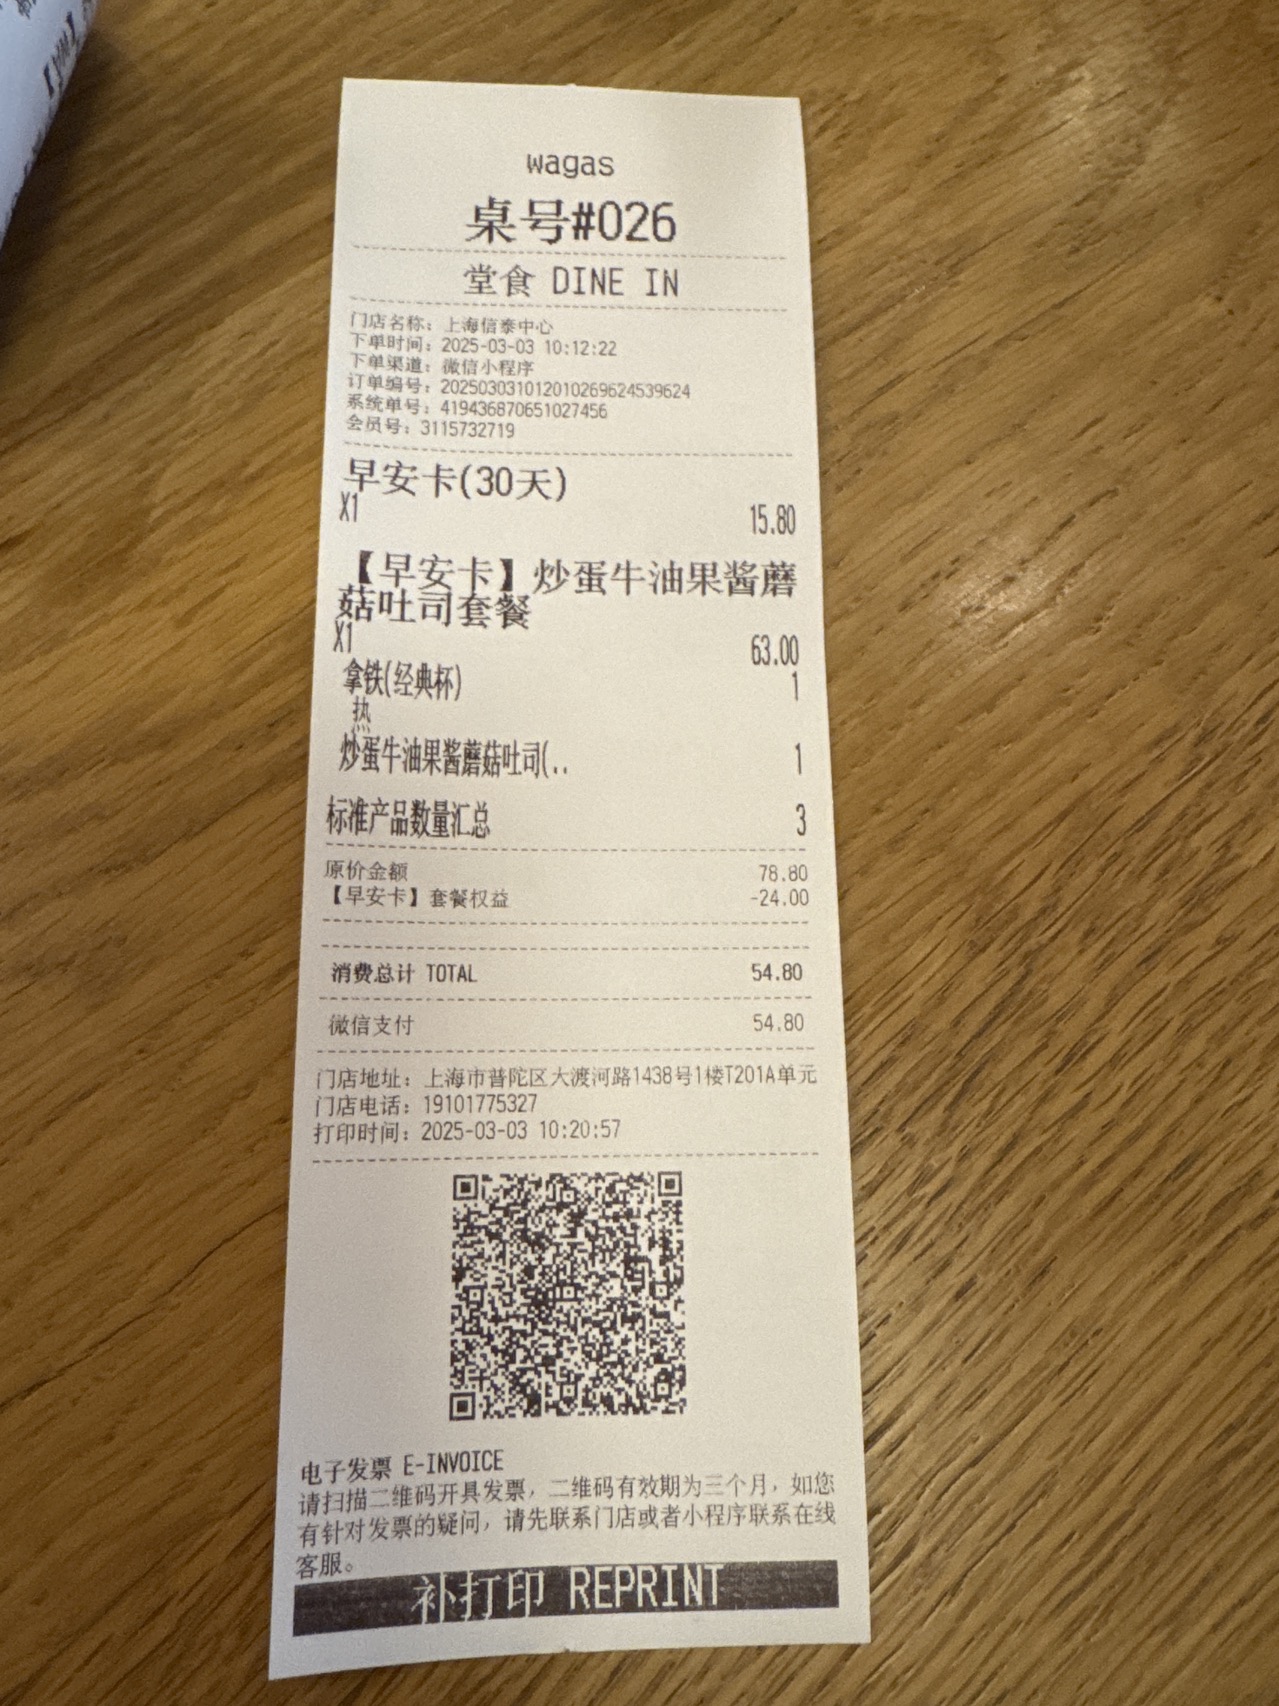 wagas
桌号#026
堂食 DINE IN
门店名称: 上海信泰中心
下单时间: 2025-03-03 10:12:22
下单渠道: 微信小程序
订单编号: 2025030310120102696245​39624
系统单号: 419436870651027456
会员号: 3115732719
早安卡(30天)
X1 15.80
【早安卡】炒蛋牛油果酱蘑
菇吐司套餐
X1 63.00
拿铁(经典杯) 1
热
炒蛋牛油果酱蘑菇吐司(.. 1
标准产品数量汇总 3
原价金额 78.80
【早安卡】套餐权益 -24.00
消费总计 TOTAL 54.80
微信支付 54.80
门店地址: 上海市普陀区大渡河路1438号1楼T201A单元
门店电话: 19101775327
打印时间: 2025-03-03 10:20:57
电子发票 E-INVOICE
请扫描二维码开具发票，二维码有效期为三个月，如您
有针对发票的疑问，请先联系门店或者小程序联系在线
客服。
补打印 REPRINT